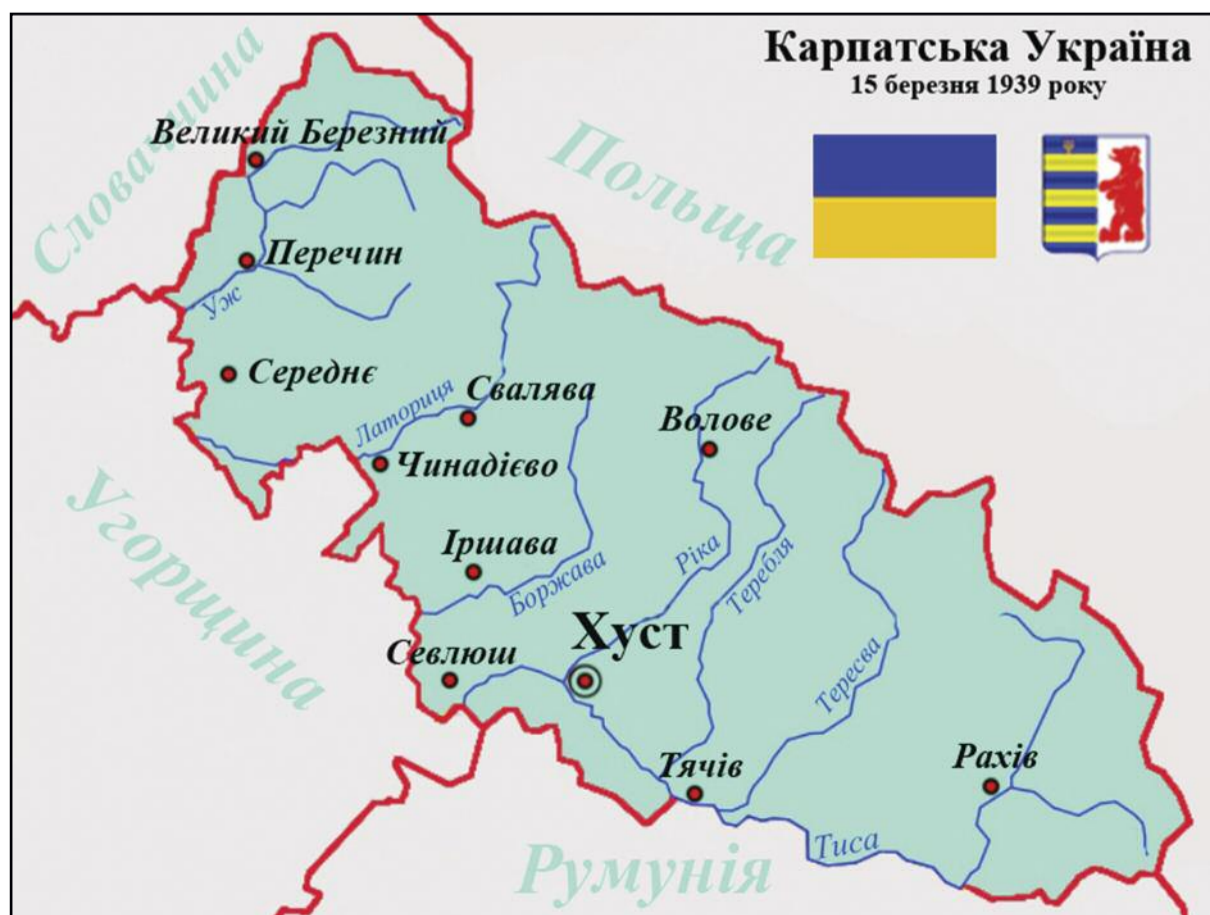 Карпатська Україна
15 березня 1939 року
Словаччина
Польща
Великий Березний
Перечин
Уж
Середнє
Латориця
Свалява
Волове
Чинадієво
Угорщина
Іршава
Боржава
Ріка
Теребля
Хуст
Севлюш
Тересва
Тячів
Рахів
Тиса
Румунія